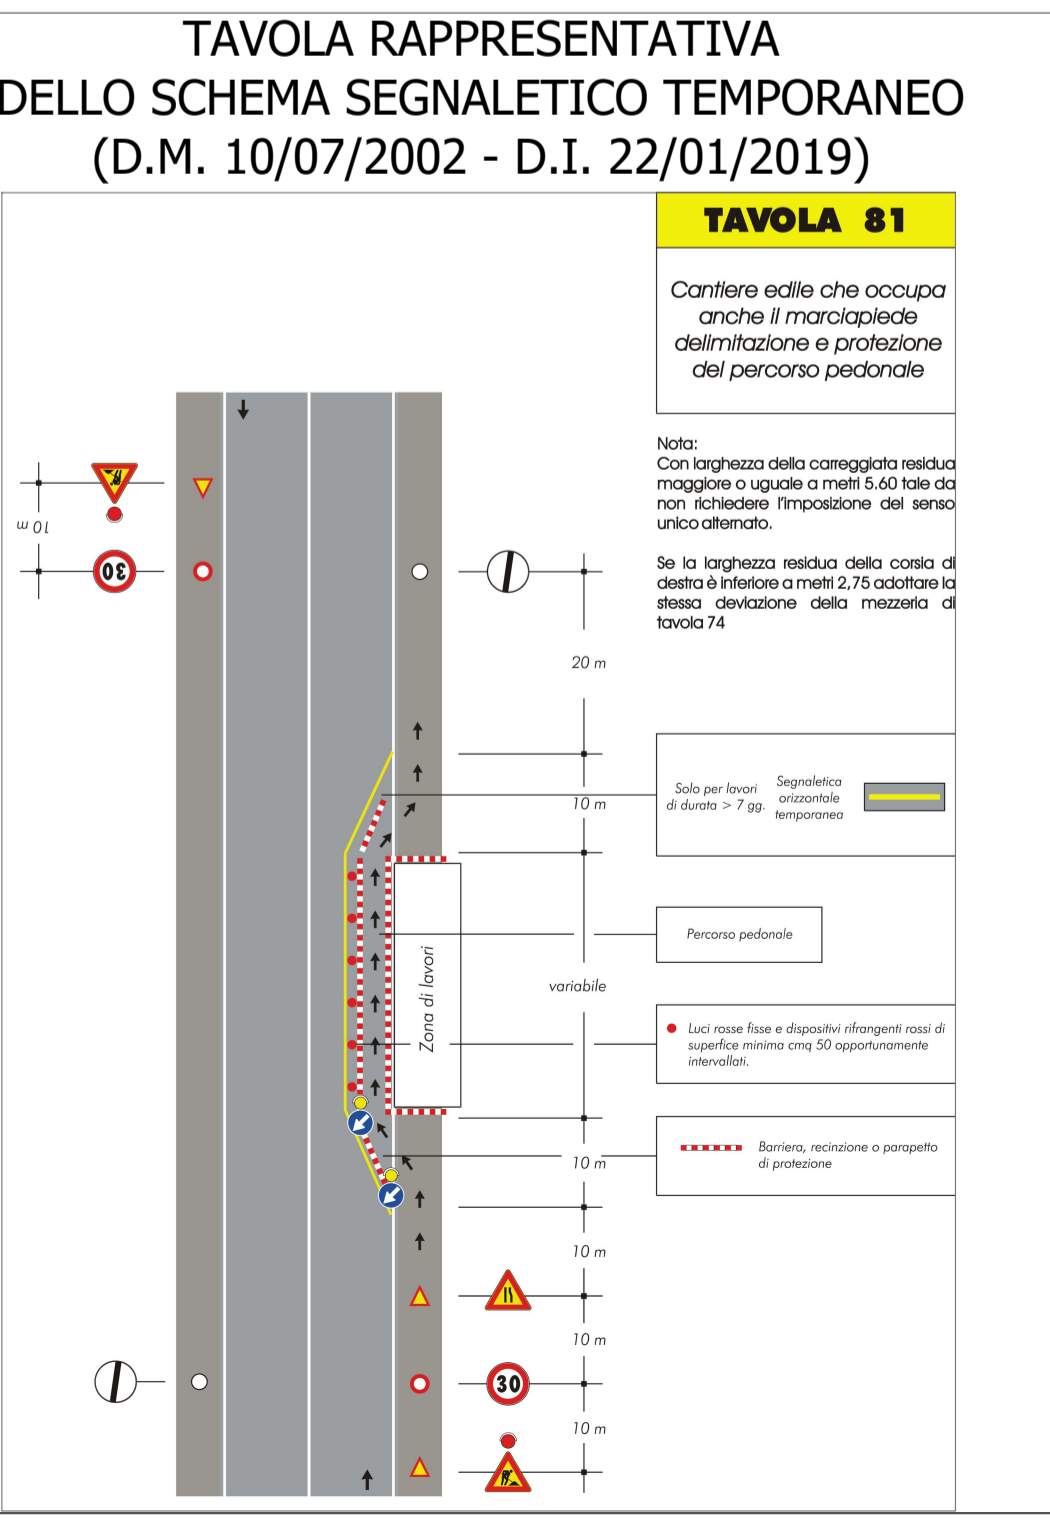 TAVOLA RAPPRESENTATIVA
DELLO SCHEMA SEGNALETICO TEMPORANEO
(D.M. 10/07/2002 - D.I. 22/01/2019)
TAVOLA 81
Cantiere edile che occupa
anche il marciapiede
delimitazione e protezione
del percorso pedonale
Nota:
Con larghezza della carreggiata residua
maggiore o uguale a metri 5.60 tale da
non richiedere l'imposizione del senso
unico alternato.
Se la larghezza residua della corsia di
destra è inferiore a metri 2,75 adottare la
stessa deviazione della mezzeria di
tavola 74
10 m
30
20 m
10 m
Solo per lavori
di durata > 7 gg.
Segnaletica
orizzontale
temporanea
Zona di lavori
Percorso pedonale
variabile
Luci rosse fisse e dispositivi rifrangenti rossi di
superfice minima cmq 50 opportunamente
intervallati.
10 m
Barriera, recinzione o parapetto
di protezione
10 m
10 m
30
10 m